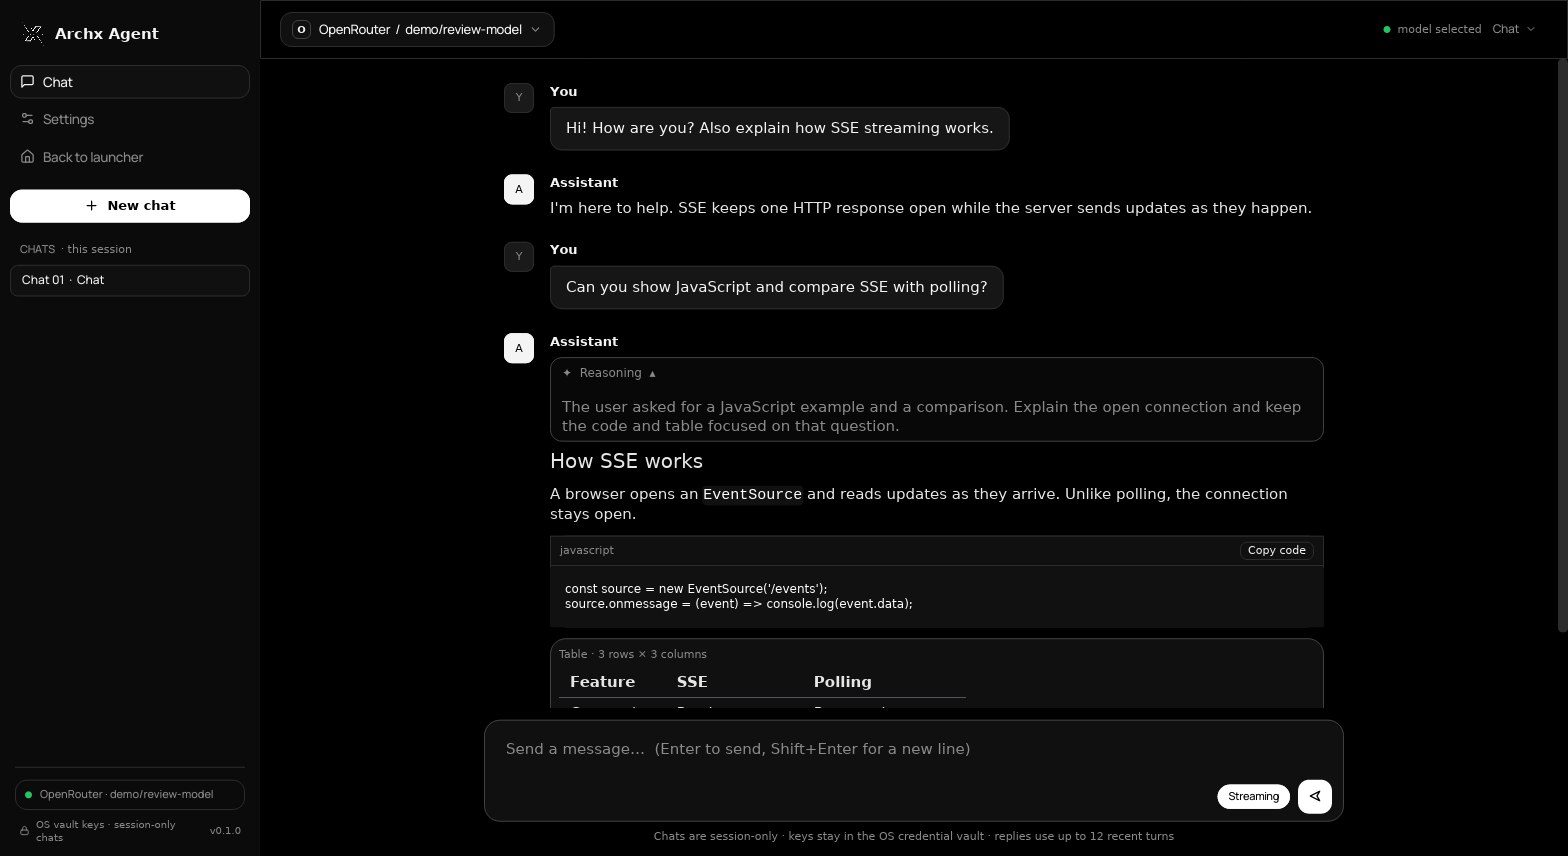 Archx Agent
Chat
Settings
Back to launcher
New chat
CHATS · this session
Chat 01 · Chat
OpenRouter · demo/review-model
OS vault keys · session-only
chats
v0.1.0
O OpenRouter / demo/review-model
model selected Chat
Y
You
Hi! How are you? Also explain how SSE streaming works.
A
Assistant
I'm here to help. SSE keeps one HTTP response open while the server sends updates as they happen.
Y
You
Can you show JavaScript and compare SSE with polling?
A
Assistant
Reasoning
The user asked for a JavaScript example and a comparison. Explain the open connection and keep
the code and table focused on that question.
How SSE works
A browser opens an EventSource and reads updates as they arrive. Unlike polling, the connection
stays open.
javascript
Copy code
const source = new EventSource('/events');
source.onmessage = (event) => console.log(event.data);
Table · 3 rows × 3 columns
Feature SSE Polling
Send a message… (Enter to send, Shift+Enter for a new line)
Streaming
Chats are session-only · keys stay in the OS credential vault · replies use up to 12 recent turns